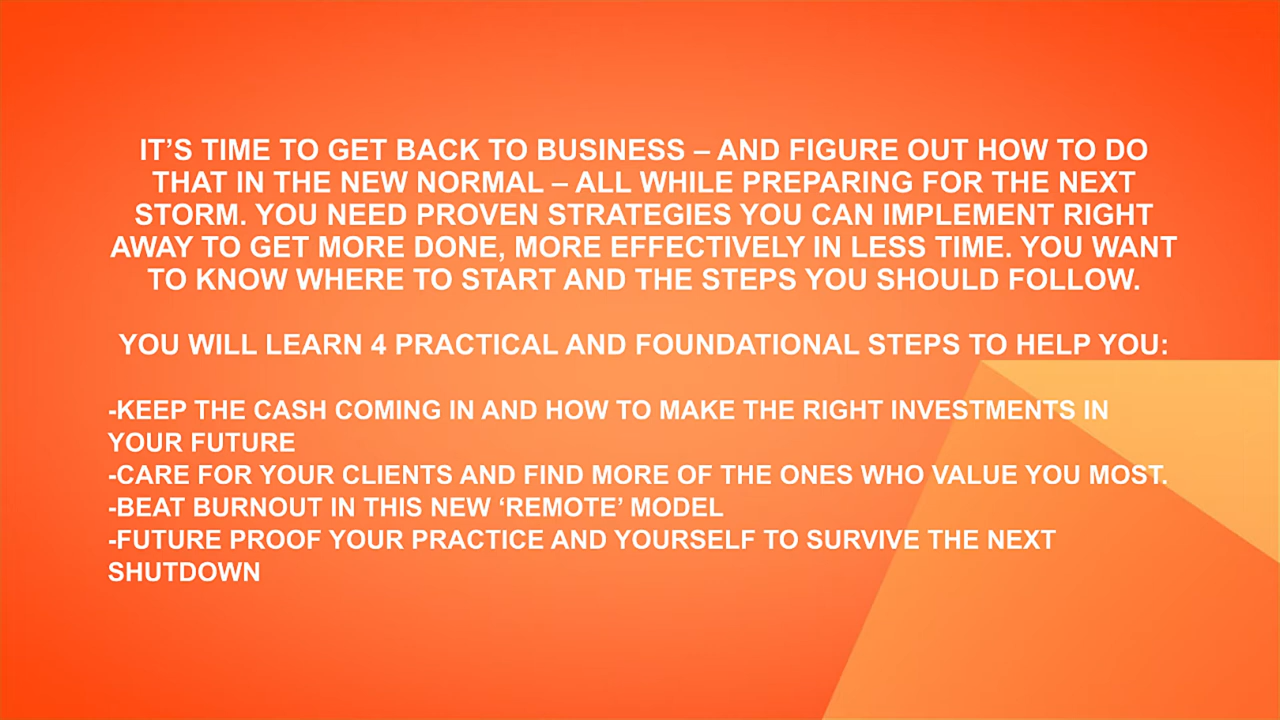 IT’S TIME TO GET BACK TO BUSINESS – AND FIGURE OUT HOW TO DO
THAT IN THE NEW NORMAL – ALL WHILE PREPARING FOR THE NEXT
STORM. YOU NEED PROVEN STRATEGIES YOU CAN IMPLEMENT RIGHT
AWAY TO GET MORE DONE, MORE EFFECTIVELY IN LESS TIME. YOU WANT
TO KNOW WHERE TO START AND THE STEPS YOU SHOULD FOLLOW.
YOU WILL LEARN 4 PRACTICAL AND FOUNDATIONAL STEPS TO HELP YOU:
-KEEP THE CASH COMING IN AND HOW TO MAKE THE RIGHT INVESTMENTS IN
YOUR FUTURE
-CARE FOR YOUR CLIENTS AND FIND MORE OF THE ONES WHO VALUE YOU MOST.
-BEAT BURNOUT IN THIS NEW ‘REMOTE’ MODEL
-FUTURE PROOF YOUR PRACTICE AND YOURSELF TO SURVIVE THE NEXT
SHUTDOWN